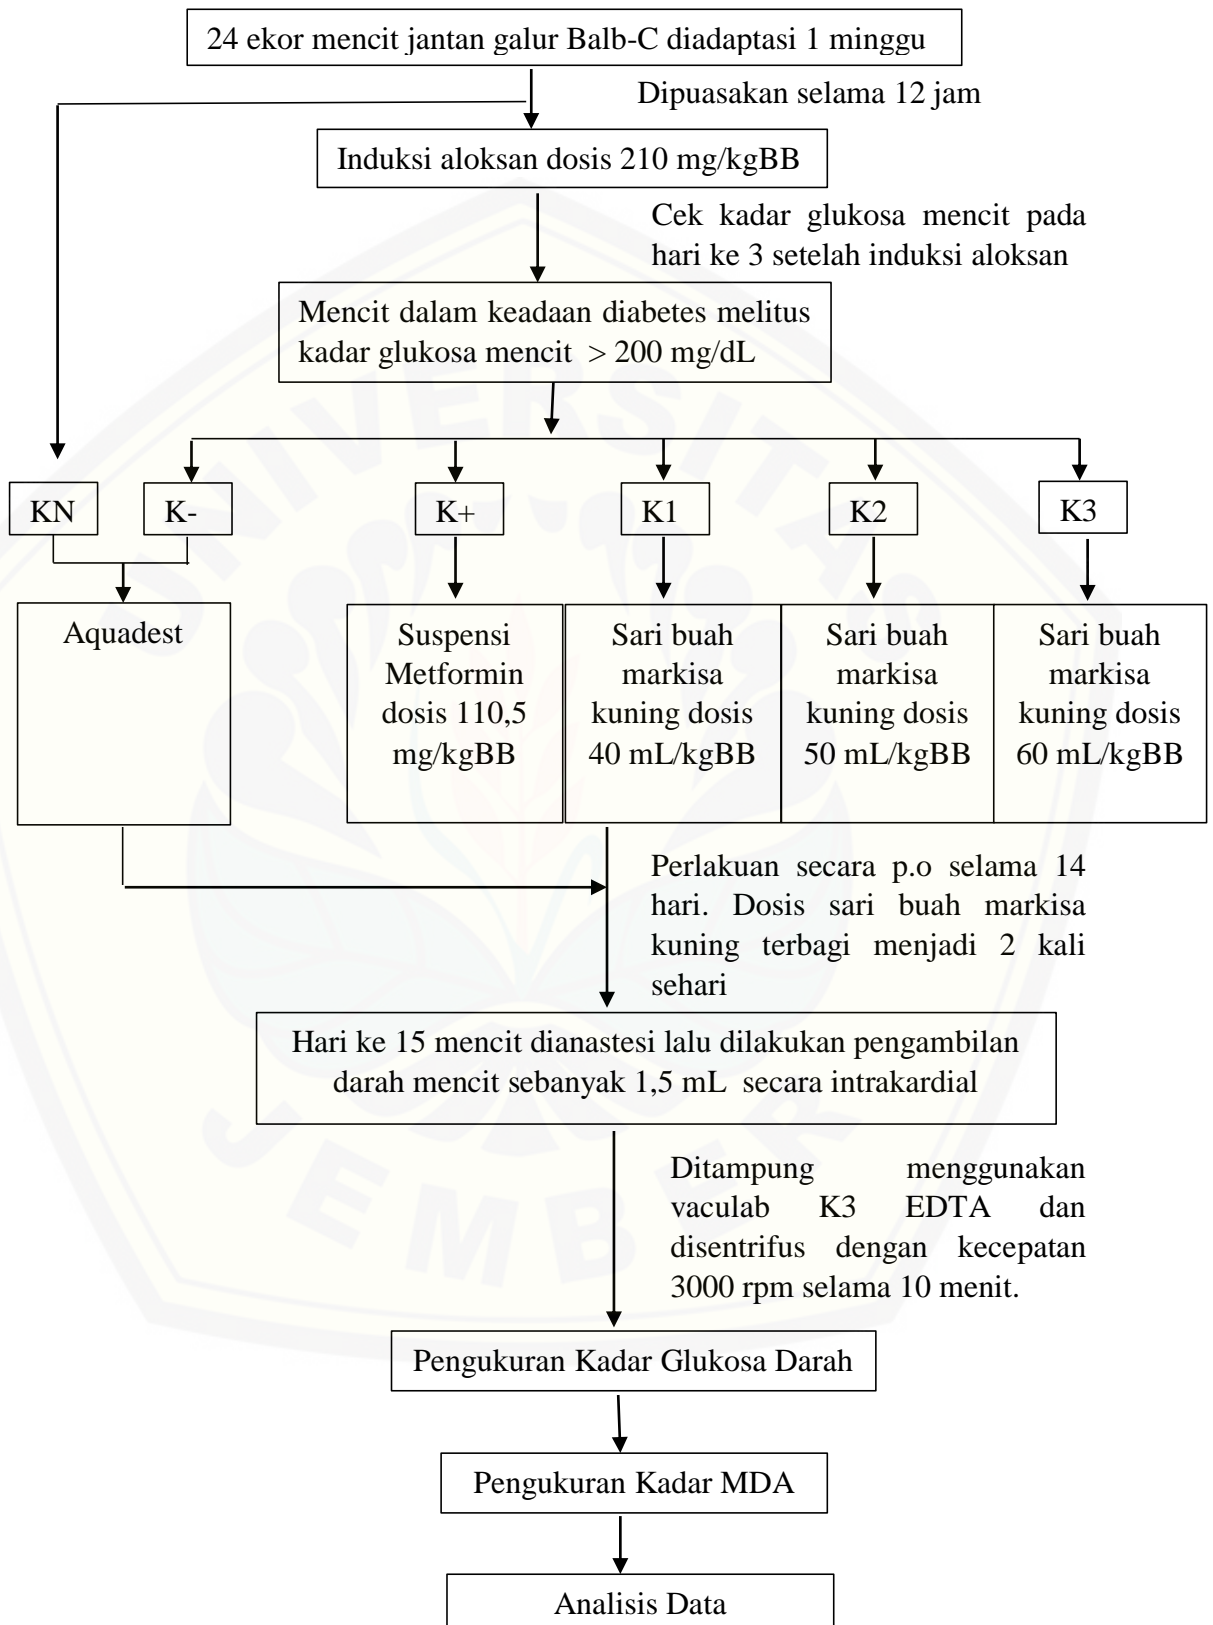 24 ekor mencit jantan galur Balb-C diadaptasi 1 minggu
Dipuasakan selama 12 jam
Induksi aloksan dosis 210 mg/kgBB
Cek kadar glukosa mencit pada
hari ke 3 setelah induksi aloksan
Mencit dalam keadaan diabetes melitus
kadar glukosa mencit > 200 mg/dL
KN
K-
K+
K1
K2
K3
Aquadest
Suspensi
Metformin
dosis 110,5
mg/kgBB
Sari buah
markisa
kuning dosis
40 mL/kgBB
Sari buah
markisa
kuning dosis
50 mL/kgBB
Sari buah
markisa
kuning dosis
60 mL/kgBB
Perlakuan secara p.o selama 14
hari. Dosis sari buah markisa
kuning terbagi menjadi 2 kali
sehari
Hari ke 15 mencit dianastesi lalu dilakukan pengambilan
darah mencit sebanyak 1,5 mL secara intrakardial
Ditampung menggunakan
vaculab K3 EDTA dan
disentrifus dengan kecepatan
3000 rpm selama 10 menit.
Pengukuran Kadar Glukosa Darah
Pengukuran Kadar MDA
Analisis Data
UNIVERSITAS
JEMBER